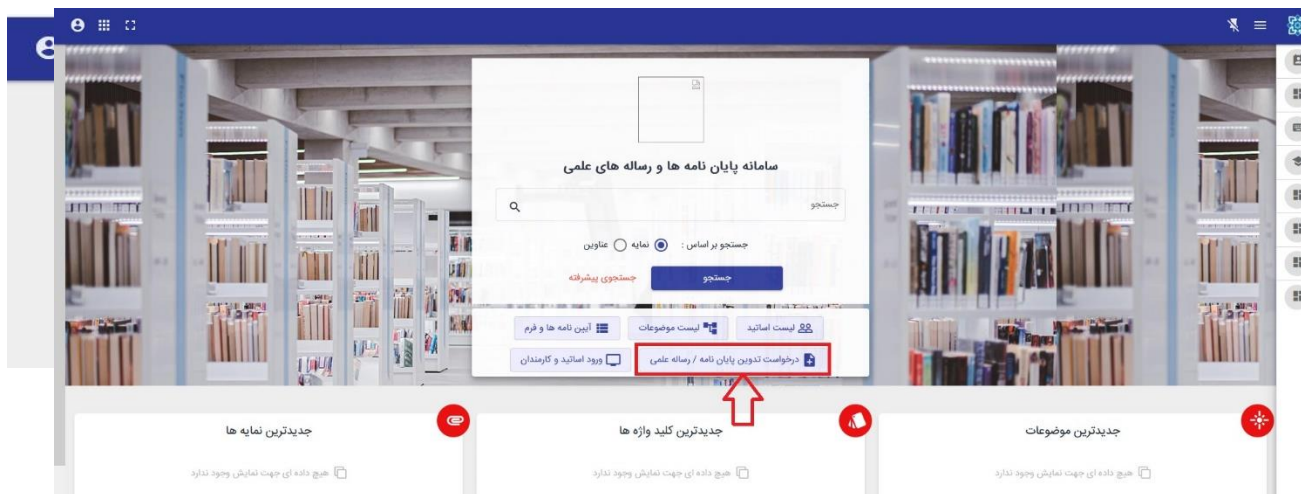 سامانه پایان نامه ها و رساله های علمی
جستجو
جستجو بر اساس : نمایه عناوین
جستجو جستجوی پیشرفته
لیست اساتید لیست موضوعات آیین نامه ها و فرم
درخواست تدوین پایان نامه / رساله علمی ورود اساتید و کارمندان
جدیدترین موضوعات جدیدترین کلید واژه ها جدیدترین نمایه ها
هیچ داده ای جهت نمایش وجود ندارد هیچ داده ای جهت نمایش وجود ندارد هیچ داده ای جهت نمایش وجود ندارد